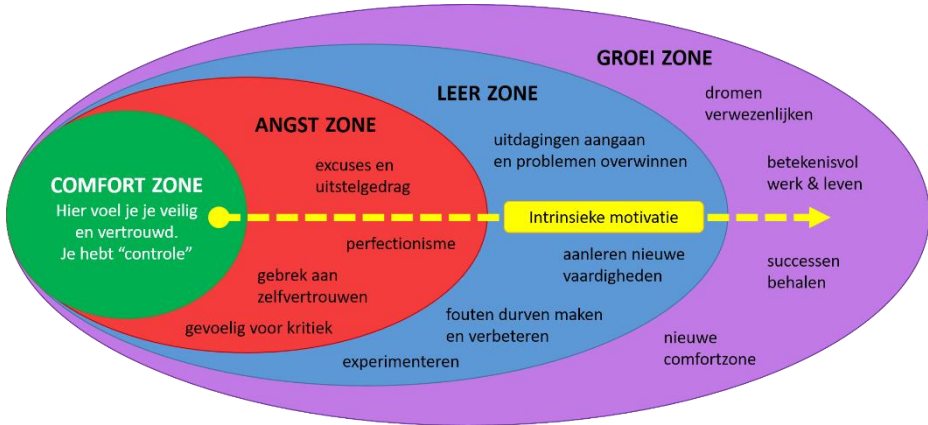 COMFORT ZONE
Hier voel je je veilig
en vertrouwd.
Je hebt “controle”
ANGST ZONE
excuses en
uitstelgedrag
perfectionisme
gebrek aan
zelfvertrouwen
gevoelig voor kritiek
LEER ZONE
uitdagingen aangaan
en problemen overwinnen
Intrinsieke motivatie
aanleren nieuwe
vaardigheden
fouten durven maken
en verbeteren
experimenteren
GROEI ZONE
dromen
verwezenlijken
betekenisvol
werk & leven
successen
behalen
nieuwe
comfortzone